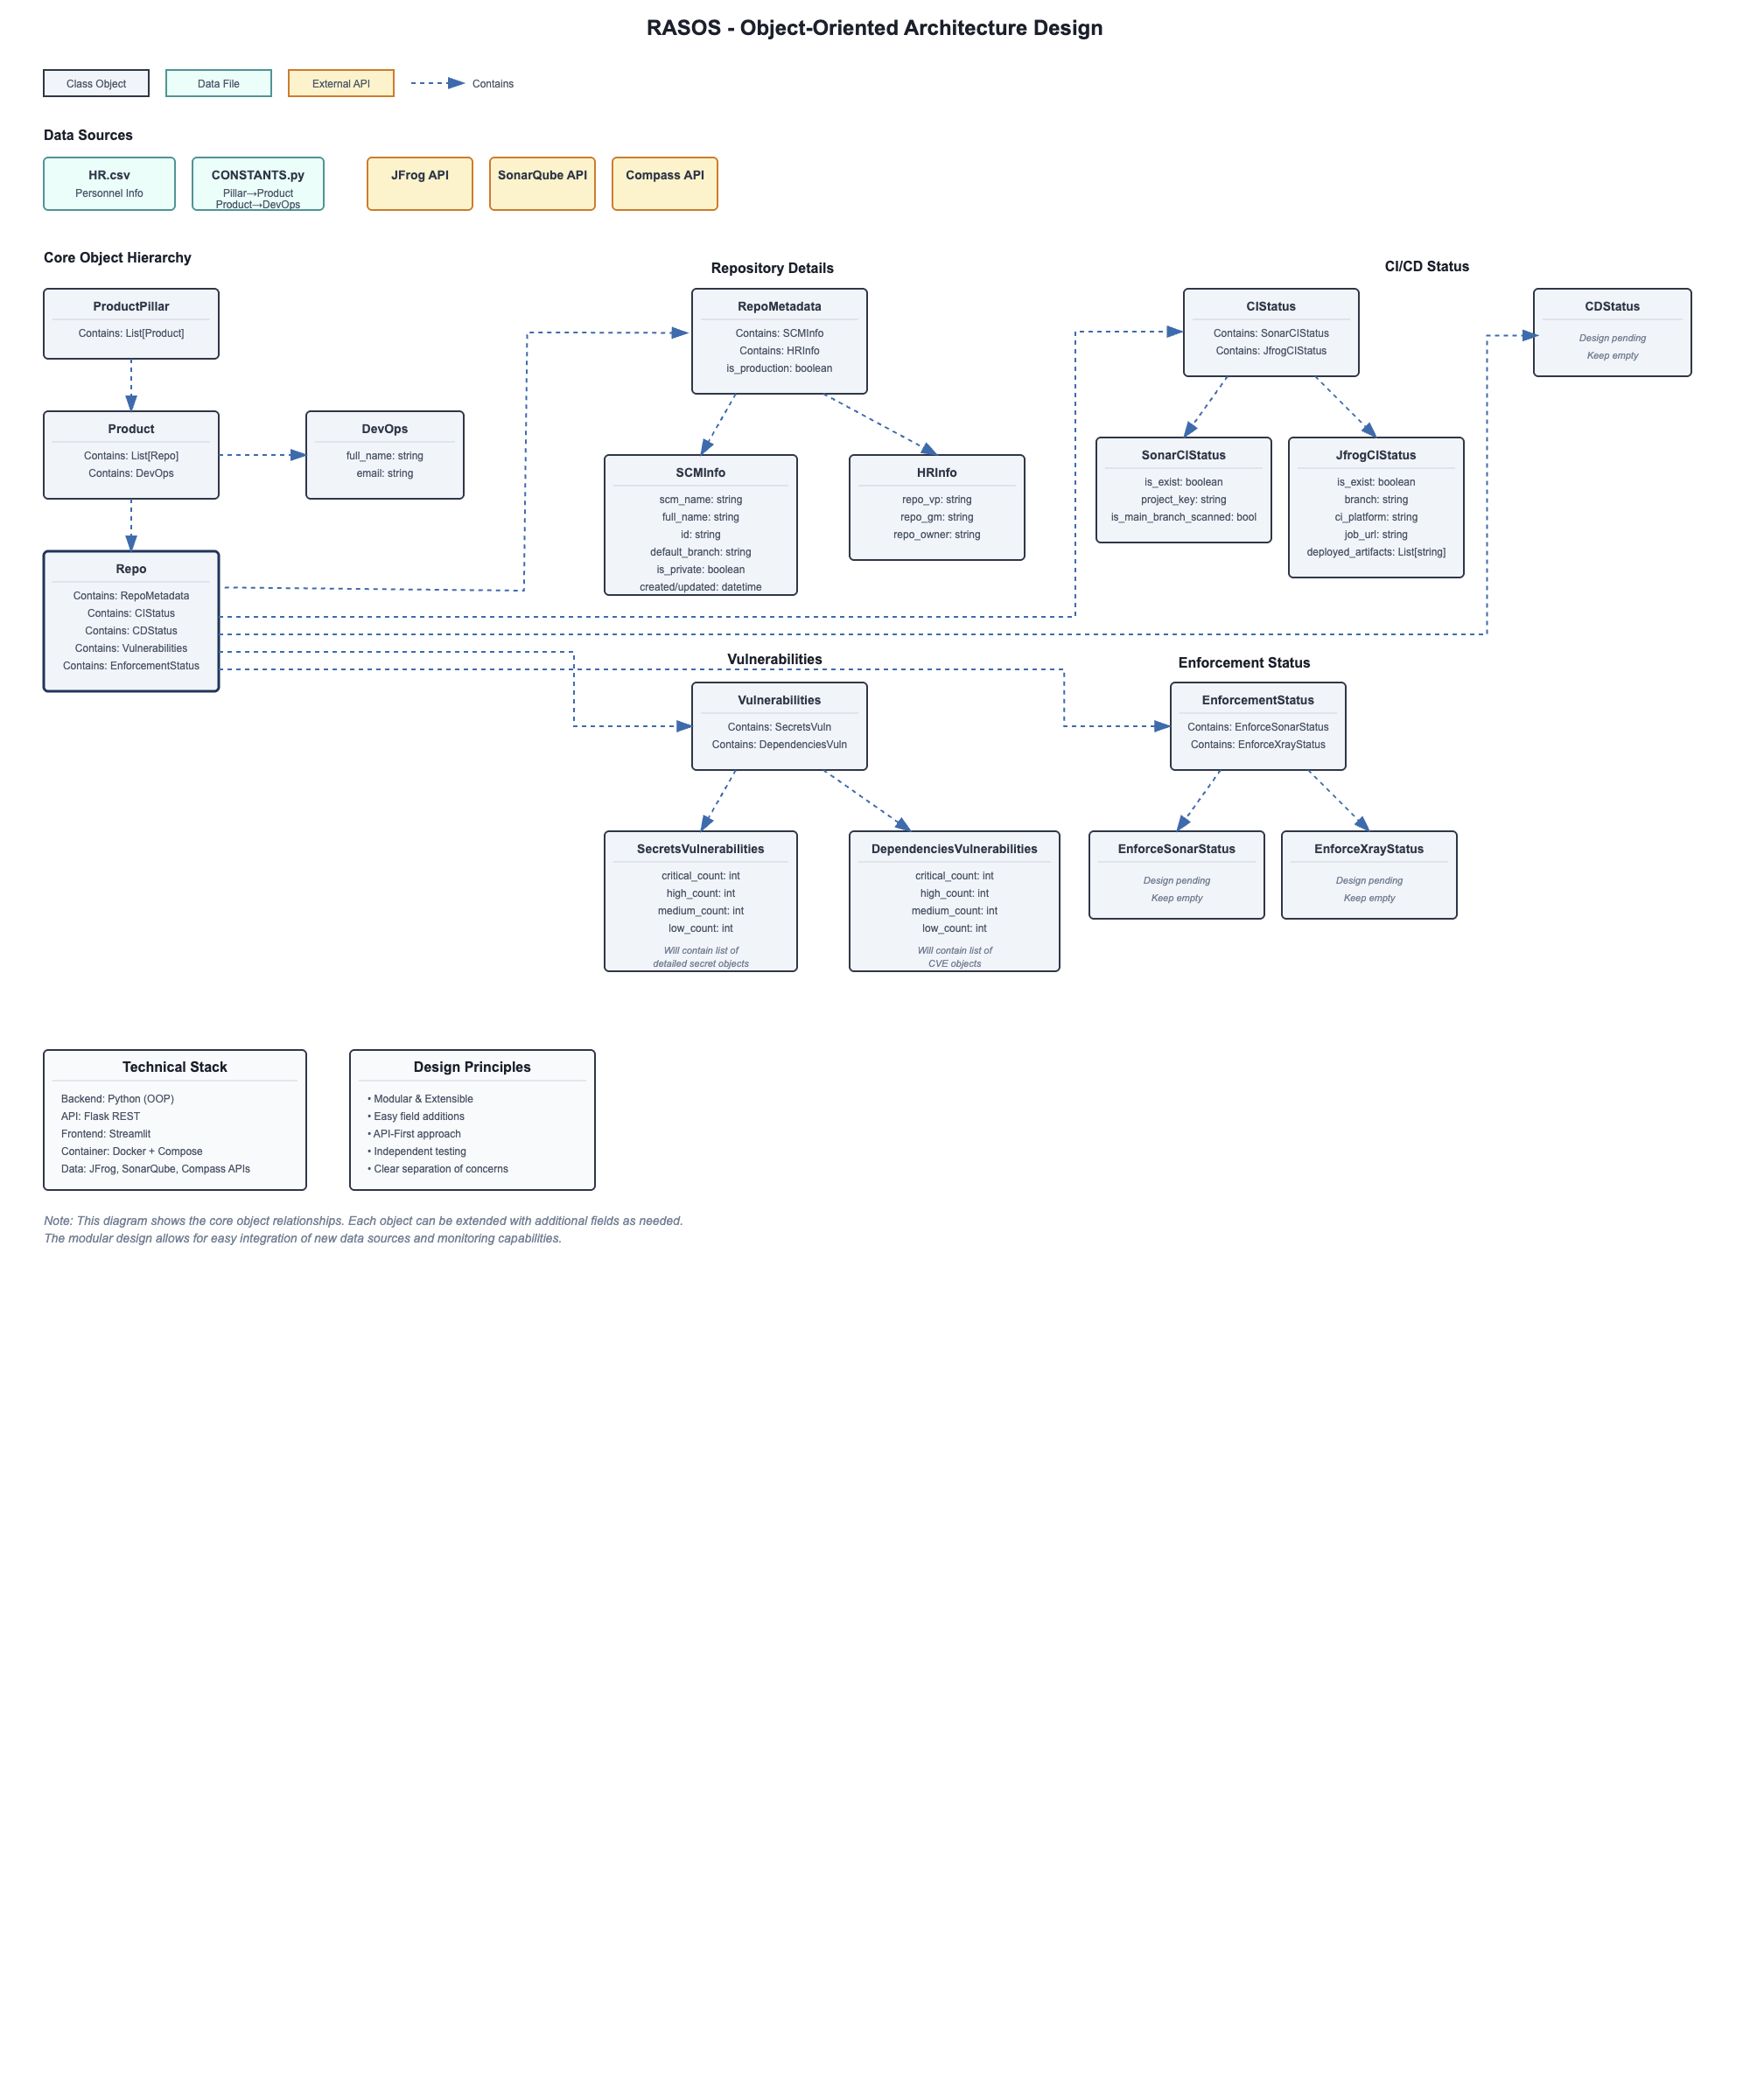 RASOS - Object-Oriented Architecture Design
Class Object
Data File
External API
Contains
Data Sources
HR.csv
Personnel Info
CONSTANTS.py
Pillar→Product
Product→DevOps
JFrog API
SonarQube API
Compass API
Core Object Hierarchy
ProductPillar
Contains: List[Product]
Product
Contains: List[Repo]
Contains: DevOps
DevOps
full_name: string
email: string
Repo
Contains: RepoMetadata
Contains: CIStatus
Contains: CDStatus
Contains: Vulnerabilities
Contains: EnforcementStatus
Repository Details
RepoMetadata
Contains: SCMInfo
Contains: HRInfo
is_production: boolean
SCMInfo
scm_name: string
full_name: string
id: string
default_branch: string
is_private: boolean
created/updated: datetime
HRInfo
repo_vp: string
repo_gm: string
repo_owner: string
CI/CD Status
CIStatus
Contains: SonarCIStatus
Contains: JfrogCIStatus
CDStatus
Design pending
Keep empty
SonarCIStatus
is_exist: boolean
project_key: string
is_main_branch_scanned: bool
JfrogCIStatus
is_exist: boolean
branch: string
ci_platform: string
job_url: string
deployed_artifacts: List[string]
Vulnerabilities
Vulnerabilities
Contains: SecretsVuln
Contains: DependenciesVuln
SecretsVulnerabilities
critical_count: int
high_count: int
medium_count: int
low_count: int
Will contain list of
detailed secret objects
DependenciesVulnerabilities
critical_count: int
high_count: int
medium_count: int
low_count: int
Will contain list of
CVE objects
Enforcement Status
EnforcementStatus
Contains: EnforceSonarStatus
Contains: EnforceXrayStatus
EnforceSonarStatus
Design pending
Keep empty
EnforceXrayStatus
Design pending
Keep empty
Technical Stack
Backend: Python (OOP)
API: Flask REST
Frontend: Streamlit
Container: Docker + Compose
Data: JFrog, SonarQube, Compass APIs
Design Principles
• Modular & Extensible
• Easy field additions
• API-First approach
• Independent testing
• Clear separation of concerns
Note: This diagram shows the core object relationships. Each object can be extended with additional fields as needed.
The modular design allows for easy integration of new data sources and monitoring capabilities.